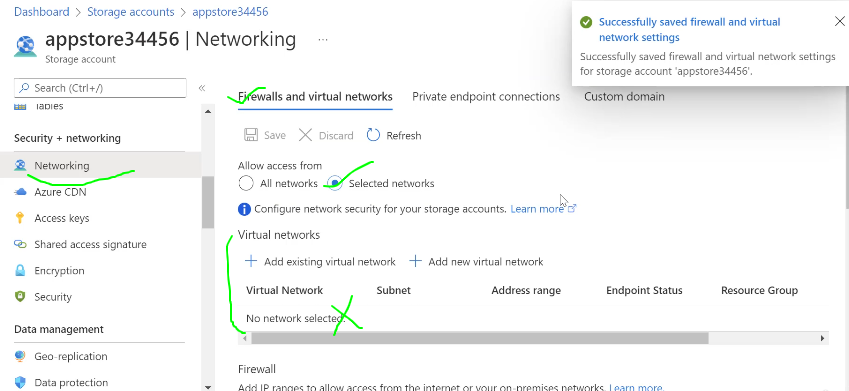 Dashboard > Storage accounts > appstore34456
appstore34456 | Networking ...
Storage account
Successfully saved firewall and virtual network settings
Successfully saved firewall and virtual network settings for storage account 'appstore34456'.
Search (Ctrl+/)
«
Tables
Security + networking
Networking
Azure CDN
Access keys
Shared access signature
Encryption
Security
Data management
Geo-replication
Data protection
Firewalls and virtual networks Private endpoint connections Custom domain
Save Discard Refresh
Allow access from
All networks Selected networks
Configure network security for your storage accounts. Learn more
Virtual networks
+ Add existing virtual network + Add new virtual network
Virtual Network Subnet Address range Endpoint Status Resource Group
No network selected.
Firewall
Add IP ranges to allow access from the internet or your on-premises networks. Learn more.